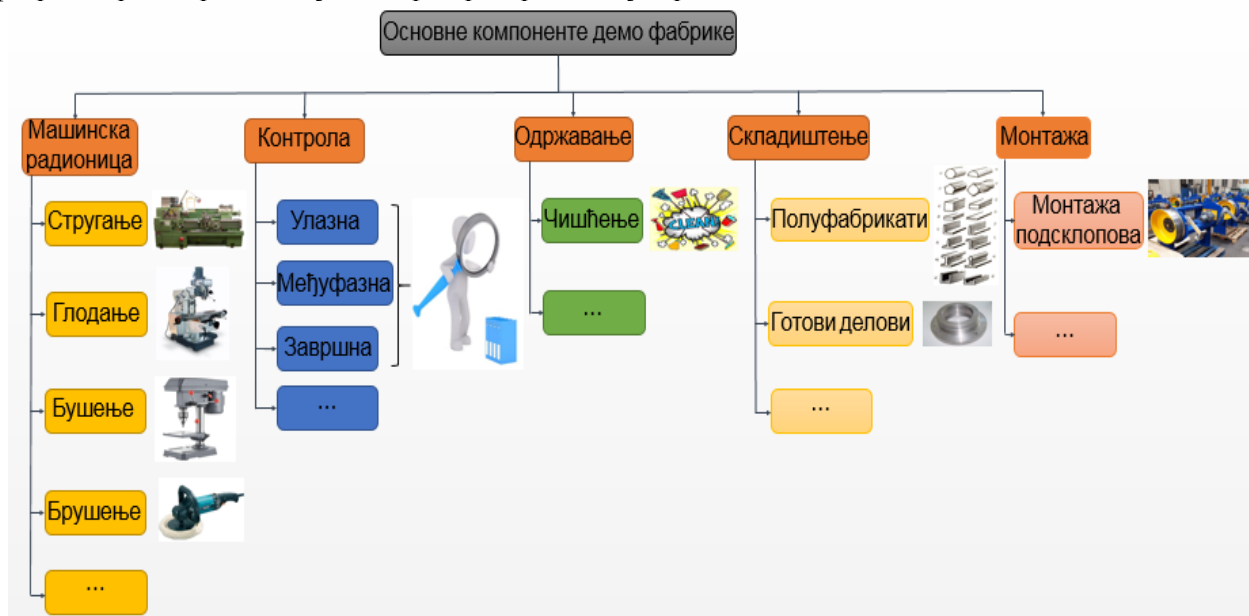 Основне компоненте демо фабрике
Машинска
радионица
Контрола
Одржавање
Складиштење
Монтажа
Стругање
Глодање
Бушење
Брушење
...
Улазна
Међуфазна
Завршна
...
Чишћење
CLEAN
...
Полуфабрикати
Готови делови
...
Монтажа
подсклопова
...